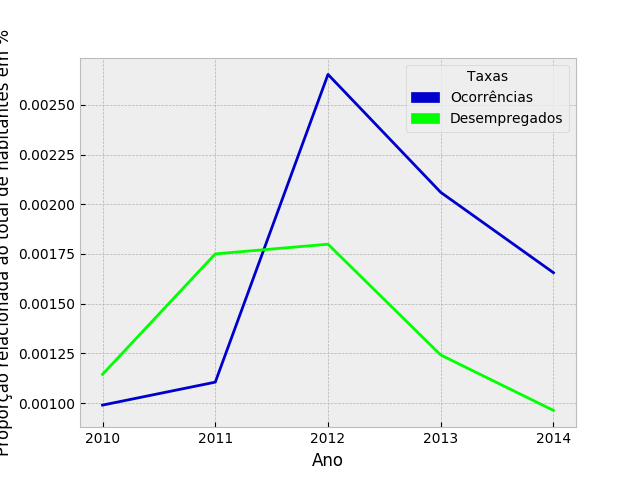 Proporção relacionada ao total de habitantes em %
0.00250
0.00225
0.00200
0.00175
0.00150
0.00125
0.00100
Taxas
Ocorrências
Desempregados
2010 2011 2012 2013 2014
Ano